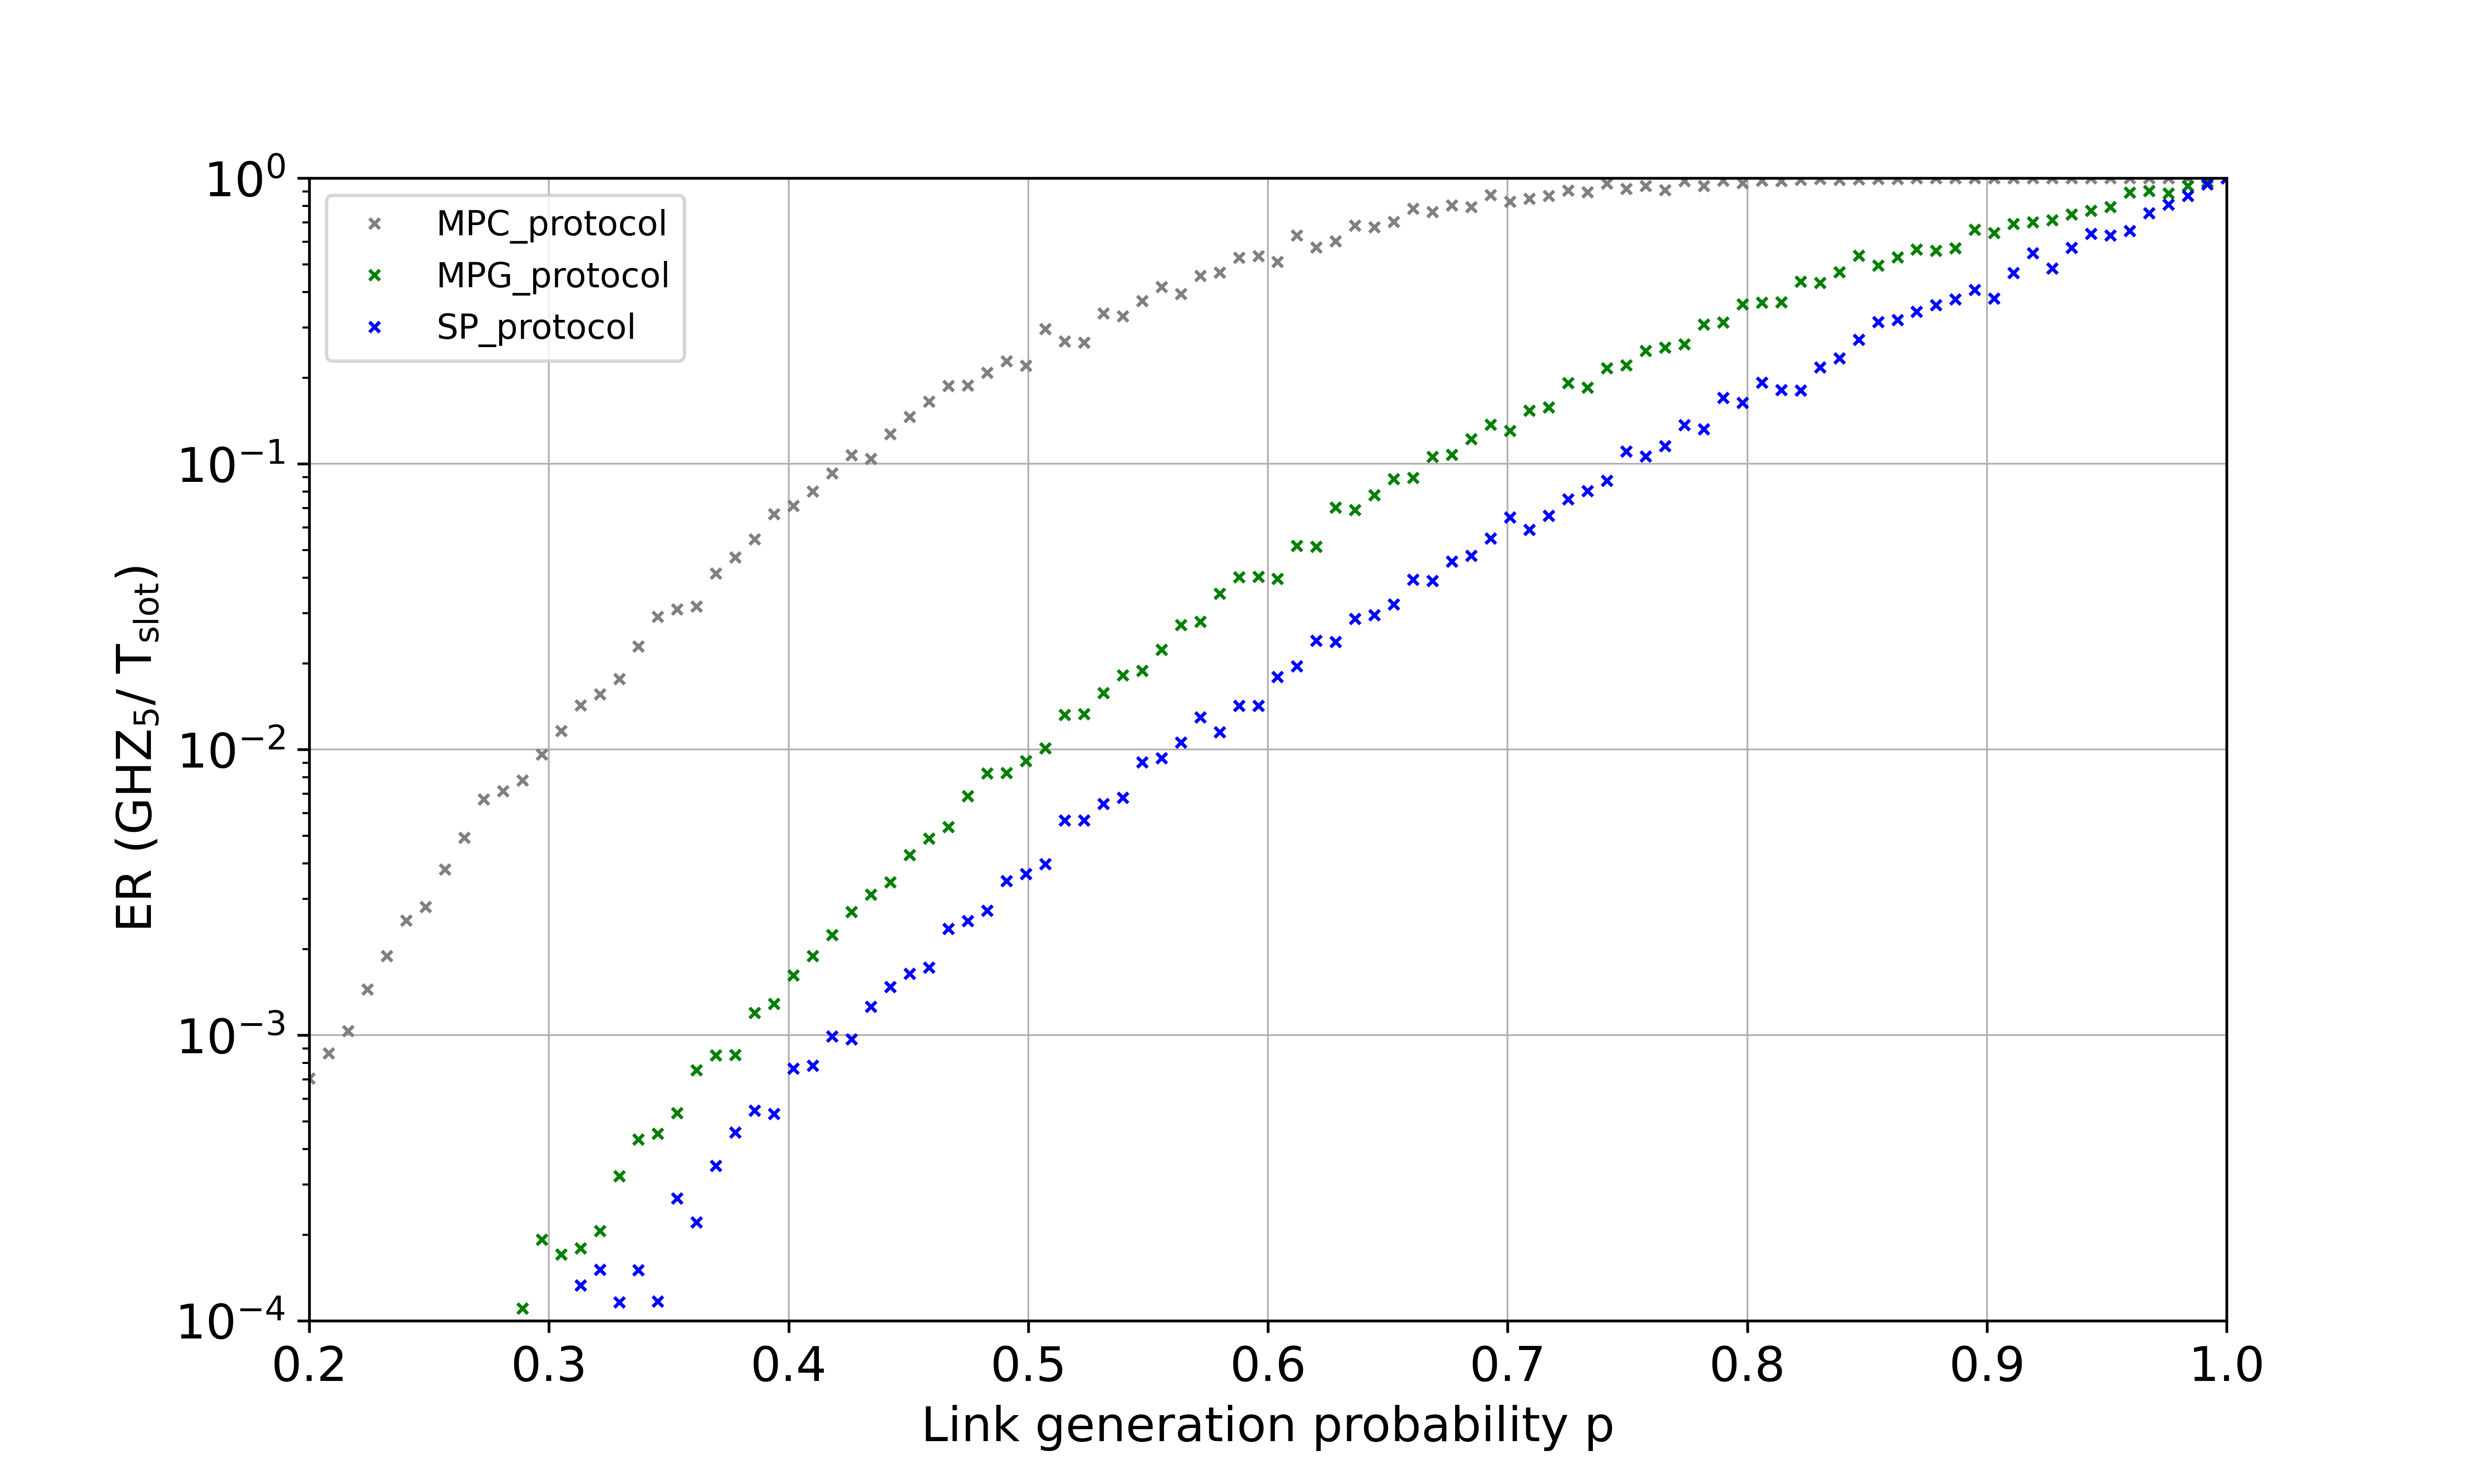 10⁰
10⁻¹
10⁻²
10⁻³
10⁻⁴
ER (GHZ₅/ Tₛₗₒₜ)
MPC_protocol
MPG_protocol
SP_protocol
0.2 0.3 0.4 0.5 0.6 0.7 0.8 0.9 1.0
Link generation probability p